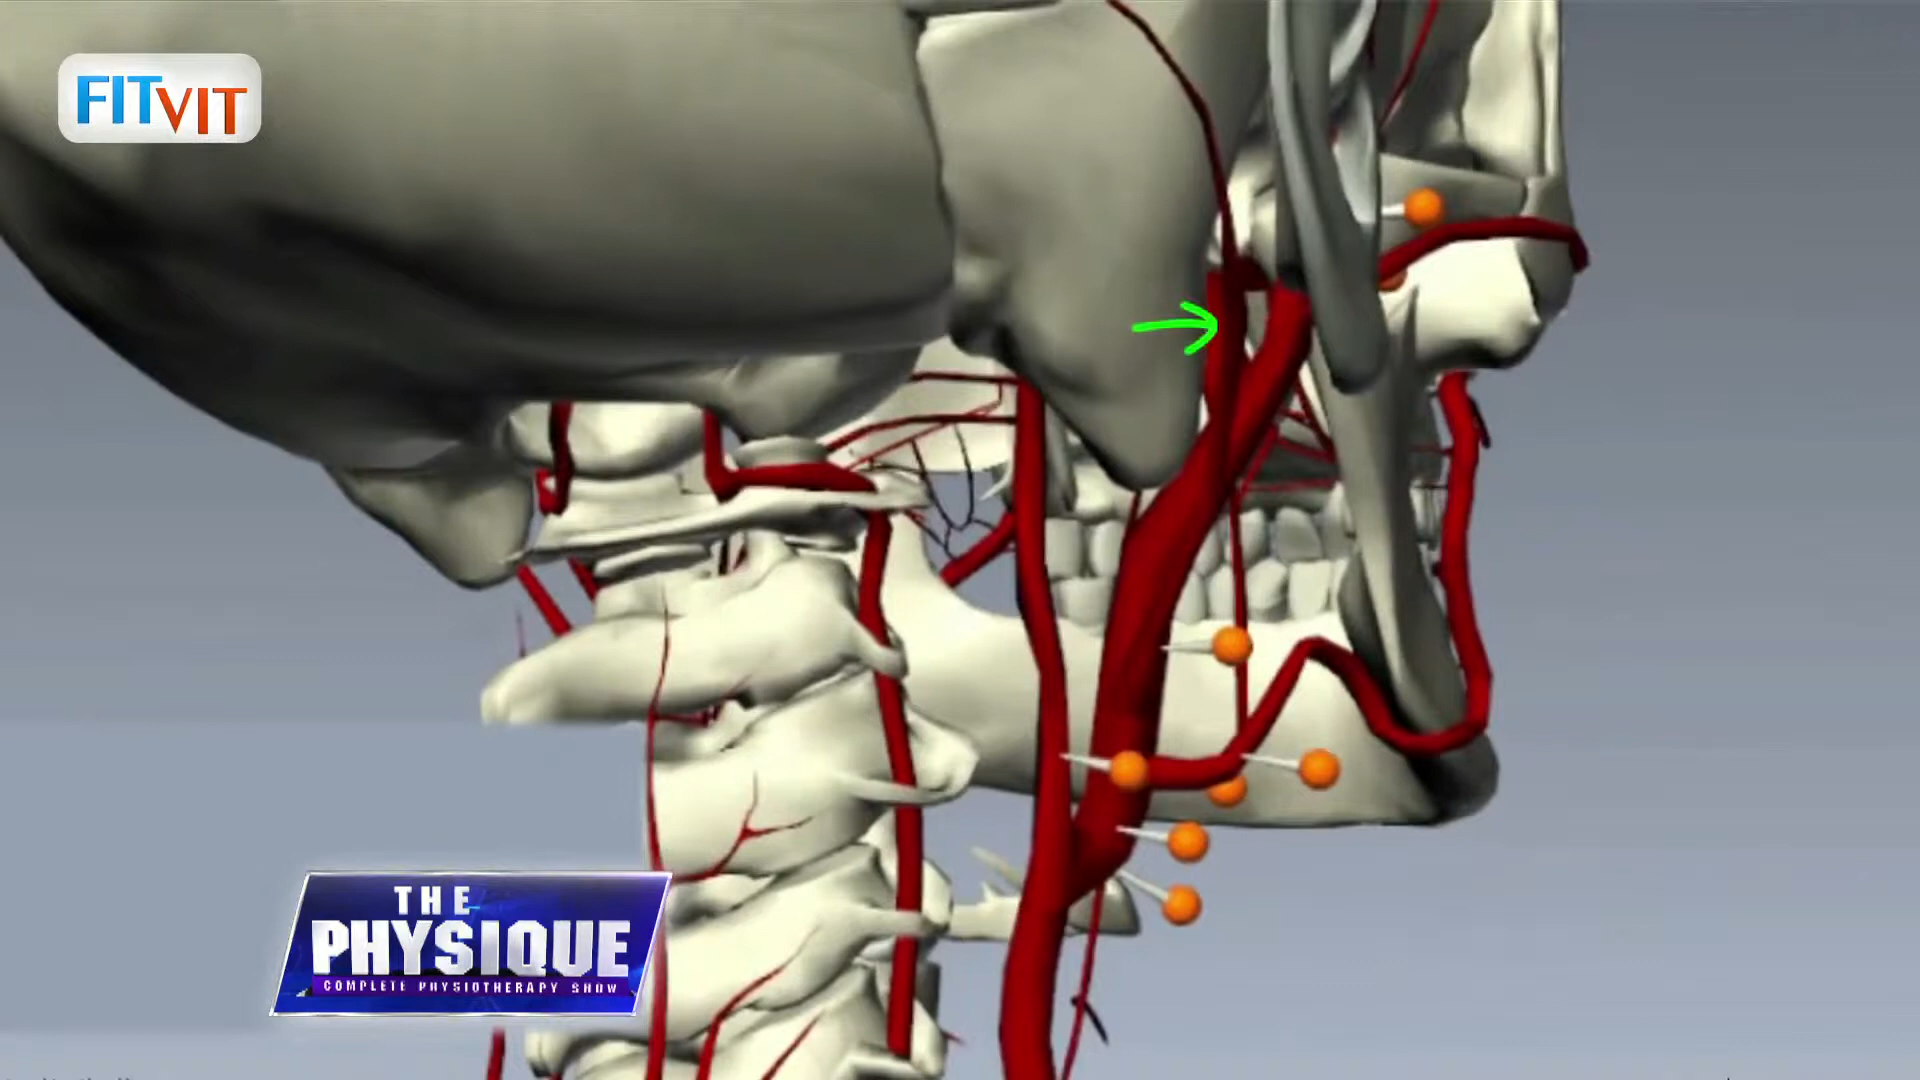 FITVIT
THE
PHYSIQUE
COMPLETE PHYSIOTHERAPY SHOW